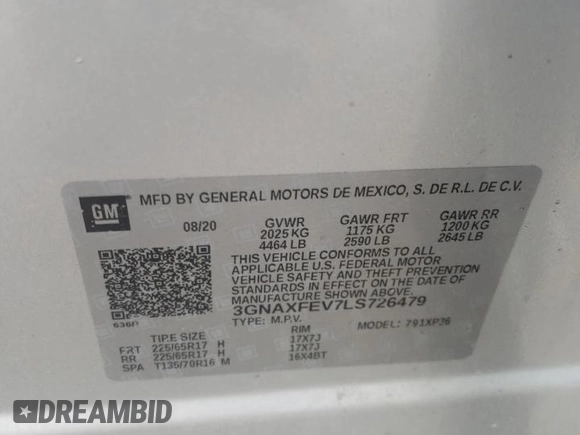 GM MFD BY GENERAL MOTORS DE MEXICO, S. DE R.L. DE C.V.
08/20 GVWR GAWR FRT GAWR RR
2025 KG 1175 KG 1200 KG
4464 LB 2590 LB 2645 LB
THIS VEHICLE CONFORMS TO ALL
APPLICABLE U.S. FEDERAL MOTOR
VEHICLE SAFETY AND THEFT PREVENTION
STANDARDS IN EFFECT ON THE DATE OF
MANUFACTURE SHOWN ABOVE.
3GNAXFEV7LS726479
TYPE: M.P.V. MODEL: 791XP26
TIRE SIZE RIM
FRT 225/65R17 H 17X7J
RR 225/65R17 H 17X7J
SPA T135/70R16 M 16X4BT
DREAMBID